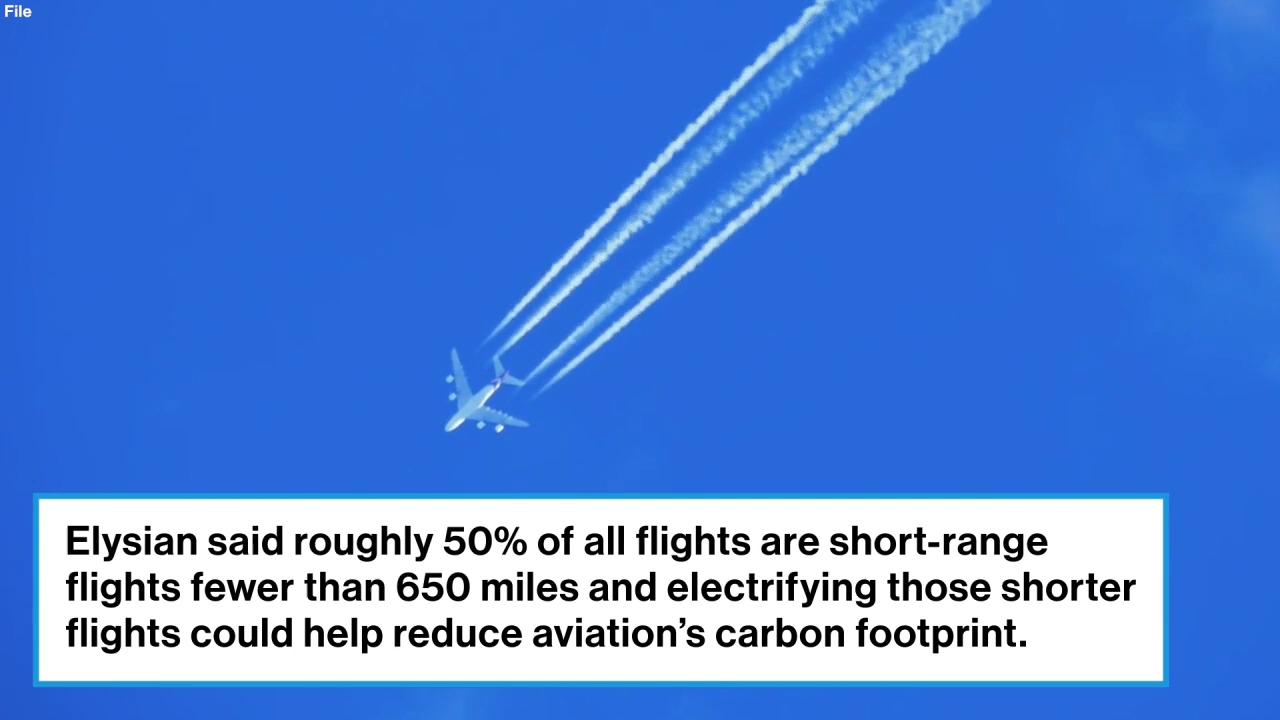 File
Elysian said roughly 50% of all flights are short-range
flights fewer than 650 miles and electrifying those shorter
flights could help reduce aviation’s carbon footprint.